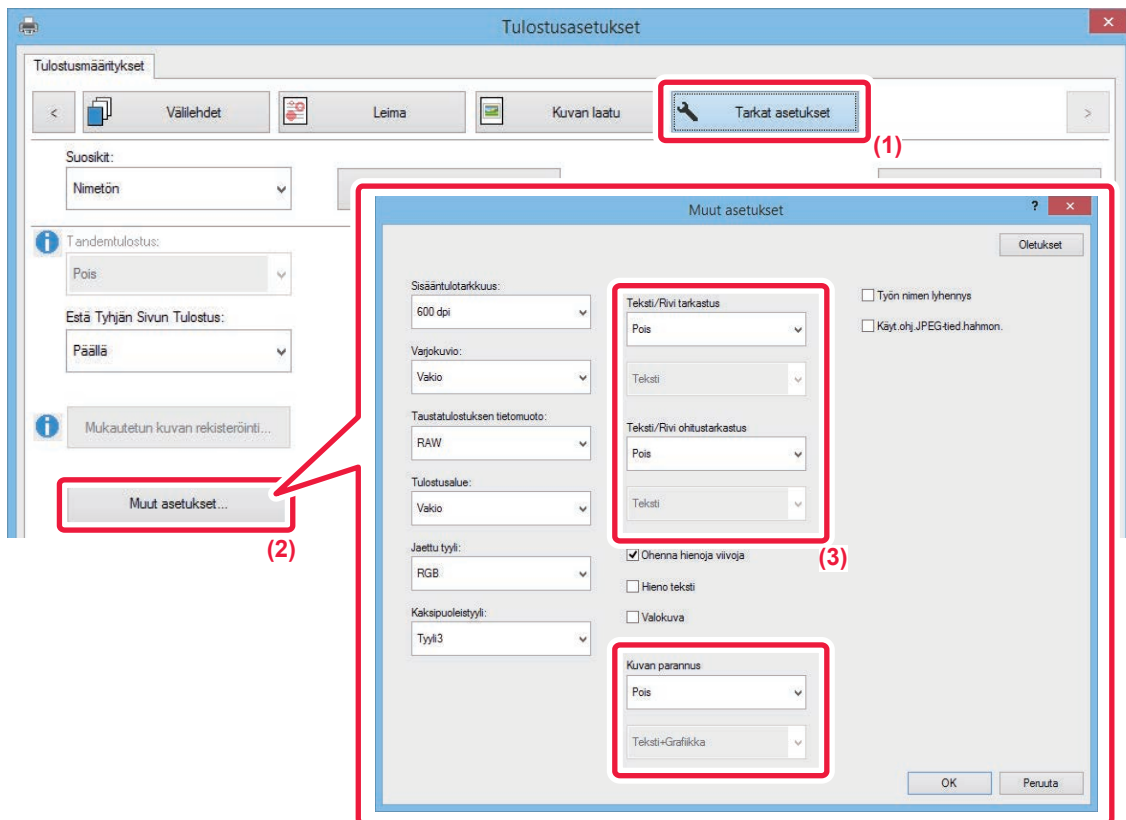 Tulostusasetukset
Tulostusmääritykset
< Välilehdet Leima Kuvan laatu Tarkat asetukset >
(1)
Suosikit:
Nimetön
Tandemtulostus:
Pois
Estä Tyhjän Sivun Tulostus:
Päällä
Mukautetun kuvan rekisteröinti...
Muut asetukset...
(2)
Muut asetukset
?
Oletukset
Sisääntulotarkkuus:
600 dpi
Varjokuvio:
Vakio
Taustatulostuksen tietomuoto:
RAW
Tulostusalue:
Vakio
Jaettu tyyli:
RGB
Kaksipuoleistyyli:
Tyyli3
Teksti/Rivi tarkastus
Pois
Teksti
Teksti/Rivi ohitustarkastus
Pois
Teksti
(3)
Ohenna hienoja viivoja
Hieno teksti
Valokuva
Kuvan parannus
Pois
Teksti+Grafiikka
Työn nimen lyhennys
Käyt.ohj.JPEG-tied.hahmon.
OK Peruuta